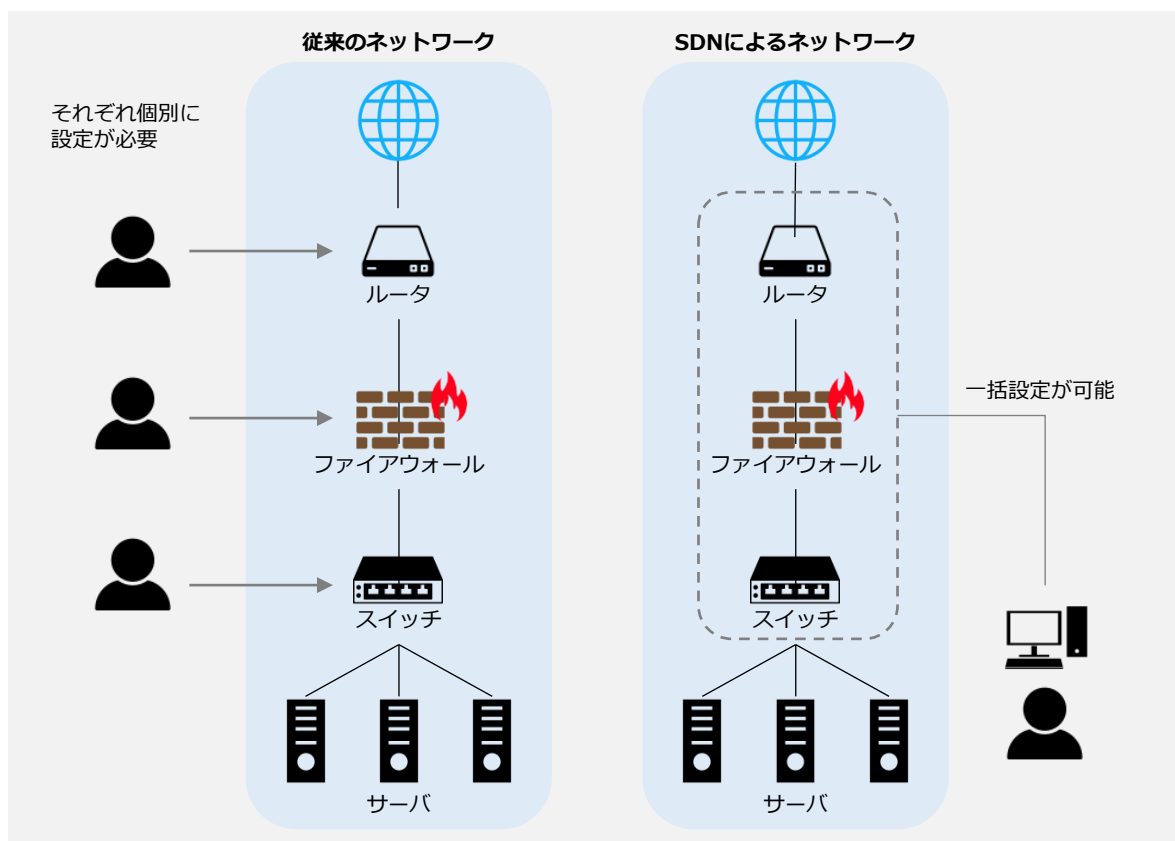 従来のネットワーク
SDNによるネットワーク
それぞれ個別に
設定が必要
ルータ
ルータ
一括設定が可能
ファイアウォール
ファイアウォール
スイッチ
スイッチ
サーバ
サーバ